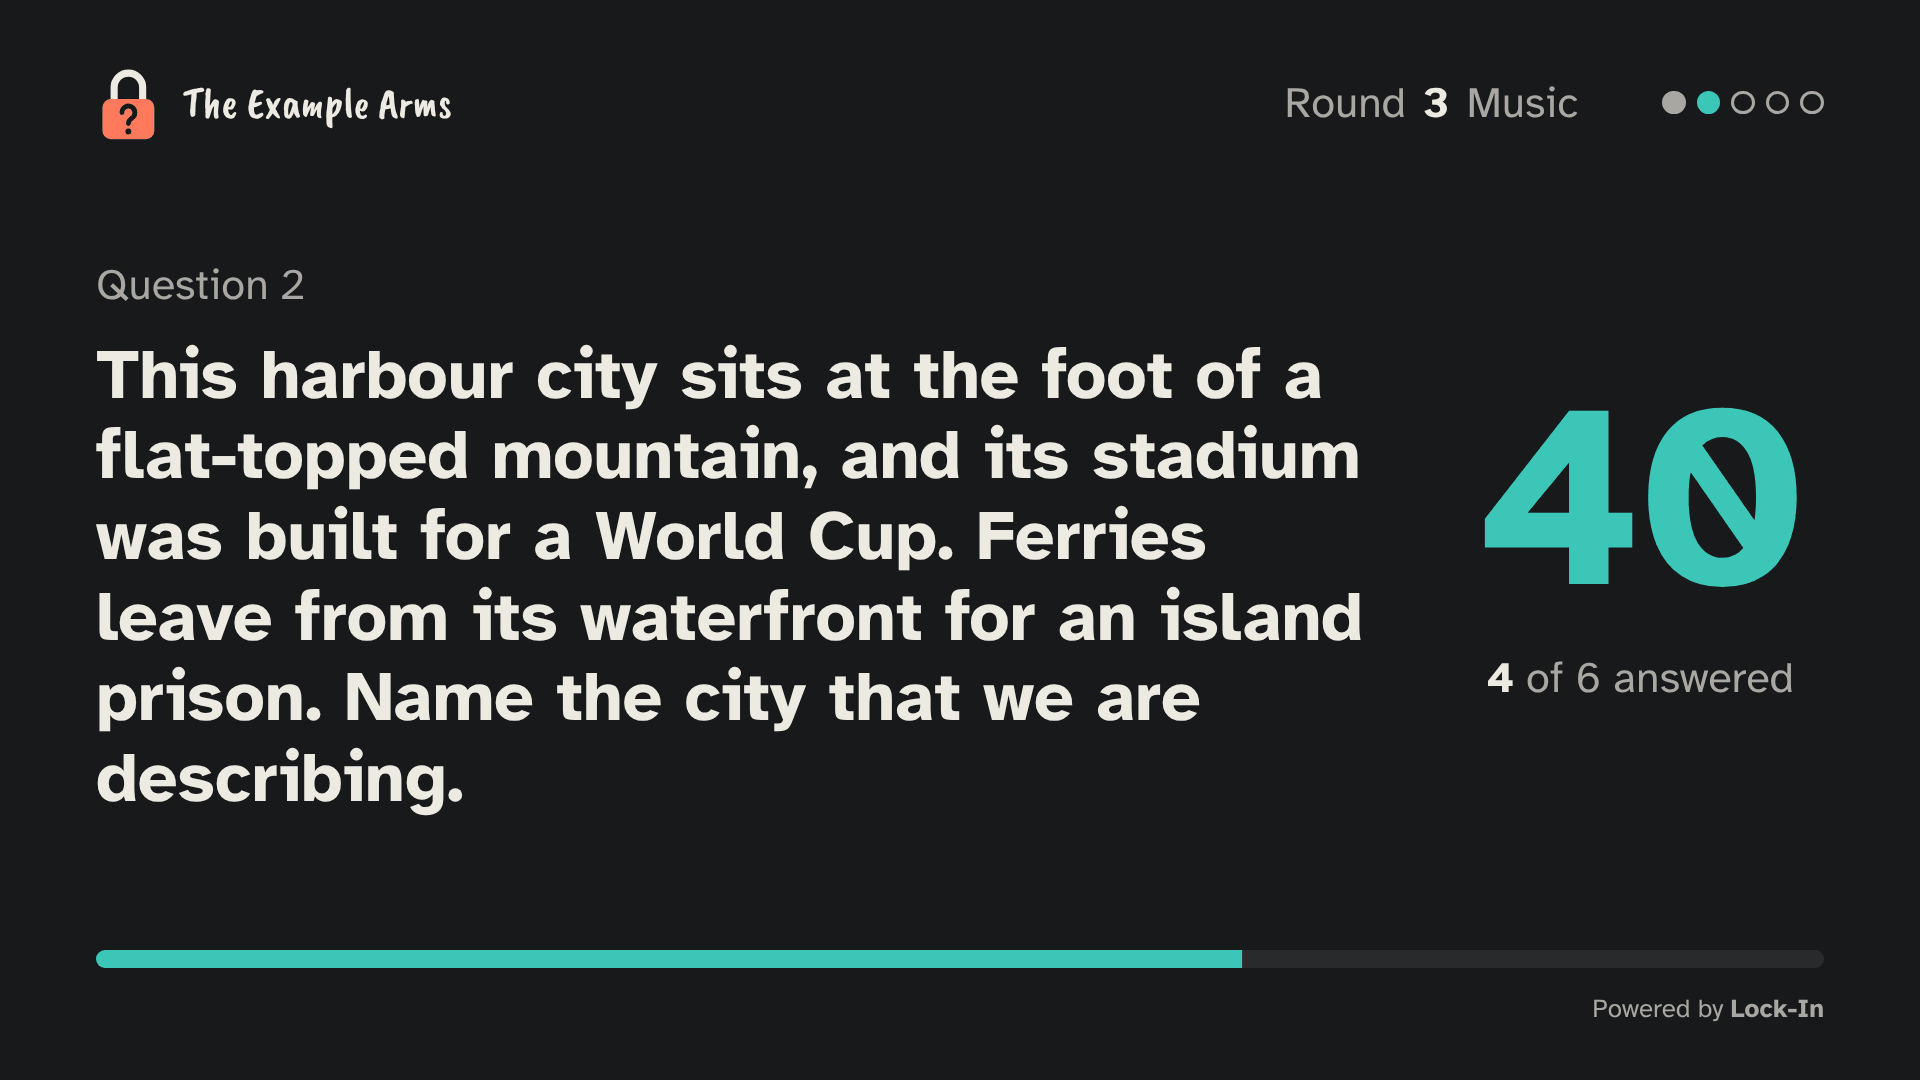 ?
The Example Arms
Round 3 Music
Question 2
This harbour city sits at the foot of a
flat-topped mountain, and its stadium
was built for a World Cup. Ferries
leave from its waterfront for an island
prison. Name the city that we are
describing.
40
4 of 6 answered
Powered by Lock-In